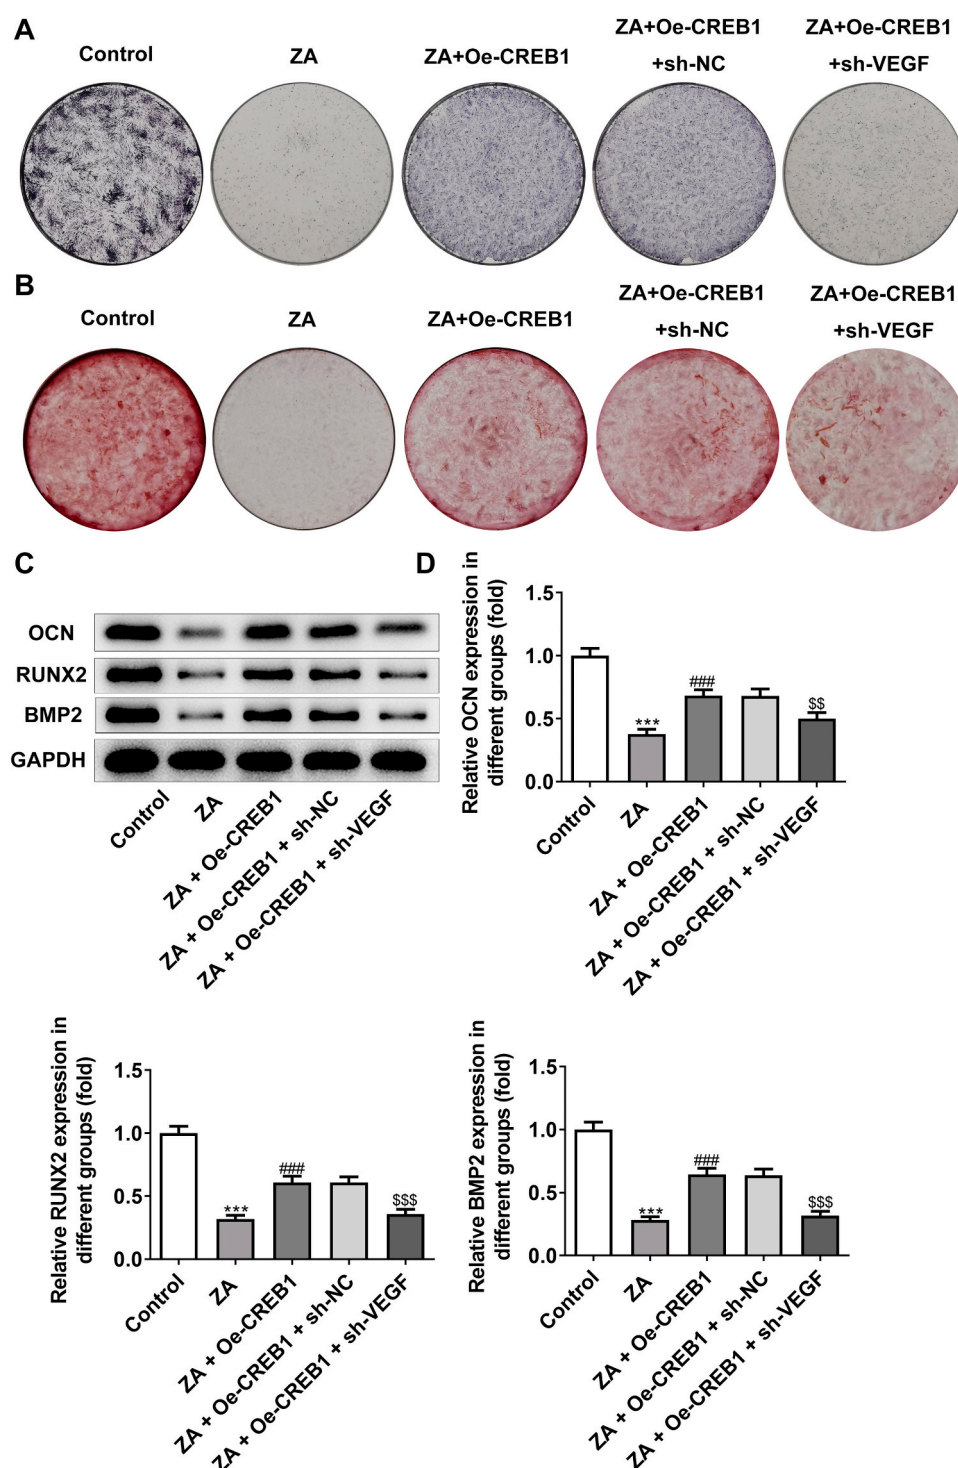 A
Control
ZA
ZA+Oe-CREB1
ZA+Oe-CREB1
+sh-NC
ZA+Oe-CREB1
+sh-VEGF
B
Control
ZA
ZA+Oe-CREB1
ZA+Oe-CREB1
+sh-NC
ZA+Oe-CREB1
+sh-VEGF
C
OCN
RUNX2
BMP2
GAPDH
Control
ZA
ZA + Oe-CREB1
ZA + Oe-CREB1 + sh-NC
ZA + Oe-CREB1 + sh-VEGF
D
Relative OCN expression in
different groups (fold)
1.5
1.0
0.5
0.0
***
###
$$
Control
ZA
ZA + Oe-CREB1
ZA + Oe-CREB1 + sh-NC
ZA + Oe-CREB1 + sh-VEGF
Relative RUNX2 expression in
different groups (fold)
1.5
1.0
0.5
0.0
***
###
$$$
Control
ZA
ZA + Oe-CREB1
ZA + Oe-CREB1 + sh-NC
ZA + Oe-CREB1 + sh-VEGF
Relative BMP2 expression in
different groups (fold)
1.5
1.0
0.5
0.0
***
###
$$$
Control
ZA
ZA + Oe-CREB1
ZA + Oe-CREB1 + sh-NC
ZA + Oe-CREB1 + sh-VEGF